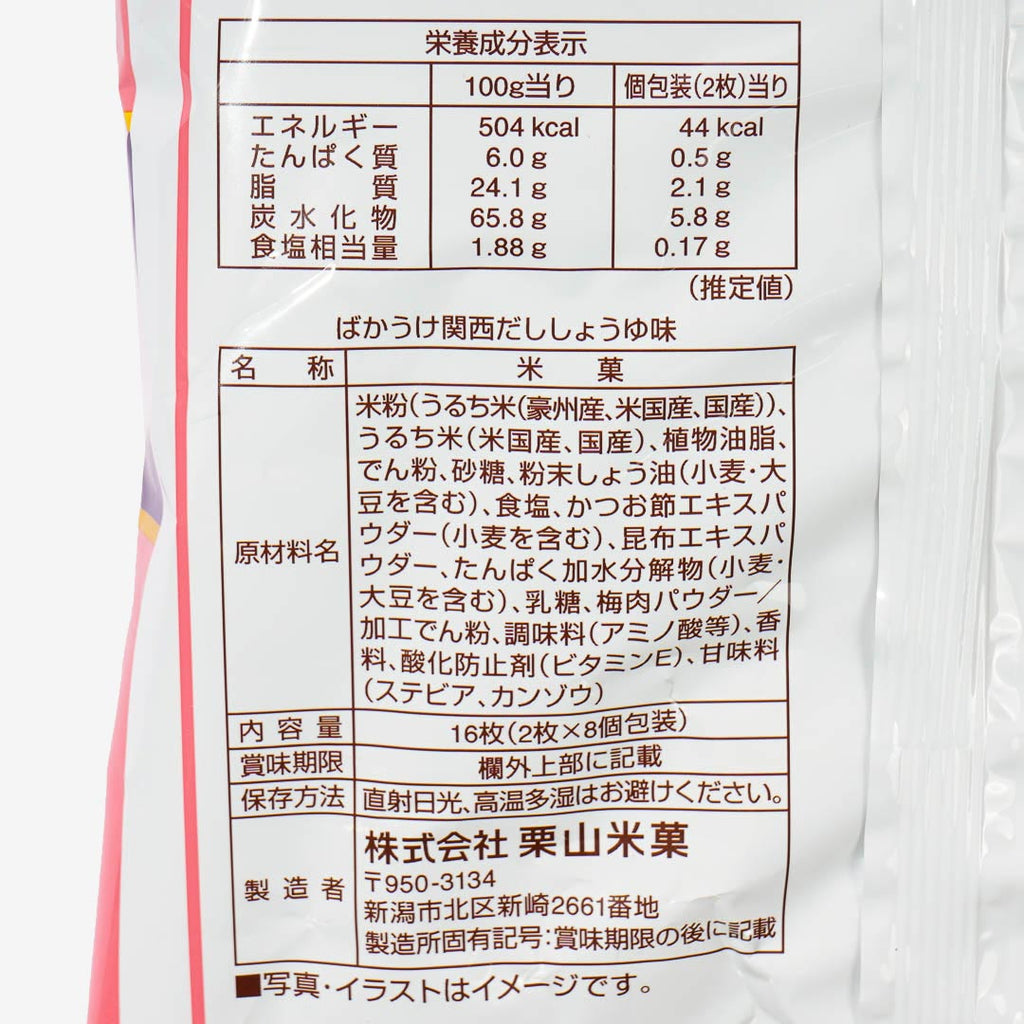 栄養成分表示
100g当り 個包装(2枚)当り
エネルギー 504 kcal 44 kcal
たんぱく質 6.0 g 0.5 g
脂質 24.1 g 2.1 g
炭水化物 65.8 g 5.8 g
食塩相当量 1.88 g 0.17 g
(推定値)
ばかうけ関西だししょうゆ味
名称 米菓
原材料名
米粉(うるち米(豪州産、米国産、国産))、
うるち米(米国産、国産)、植物油脂、
でん粉、砂糖、粉末しょう油(小麦・大
豆を含む)、食塩、かつお節エキスパ
ウダー(小麦を含む)、昆布エキスパ
ウダー、たんぱく加水分解物(小麦・
大豆を含む)、乳糖、梅肉パウダー/
加工でん粉、調味料(アミノ酸等)、香
料、酸化防止剤(ビタミンE)、甘味料
(ステビア、カンゾウ)
内容量 16枚(2枚×8個包装)
賞味期限 欄外上部に記載
保存方法 直射日光、高温多湿はお避けください。
製造者
株式会社 栗山米菓
〒950-3134
新潟市北区新崎2661番地
製造所固有記号:賞味期限の後に記載
■写真・イラストはイメージです。